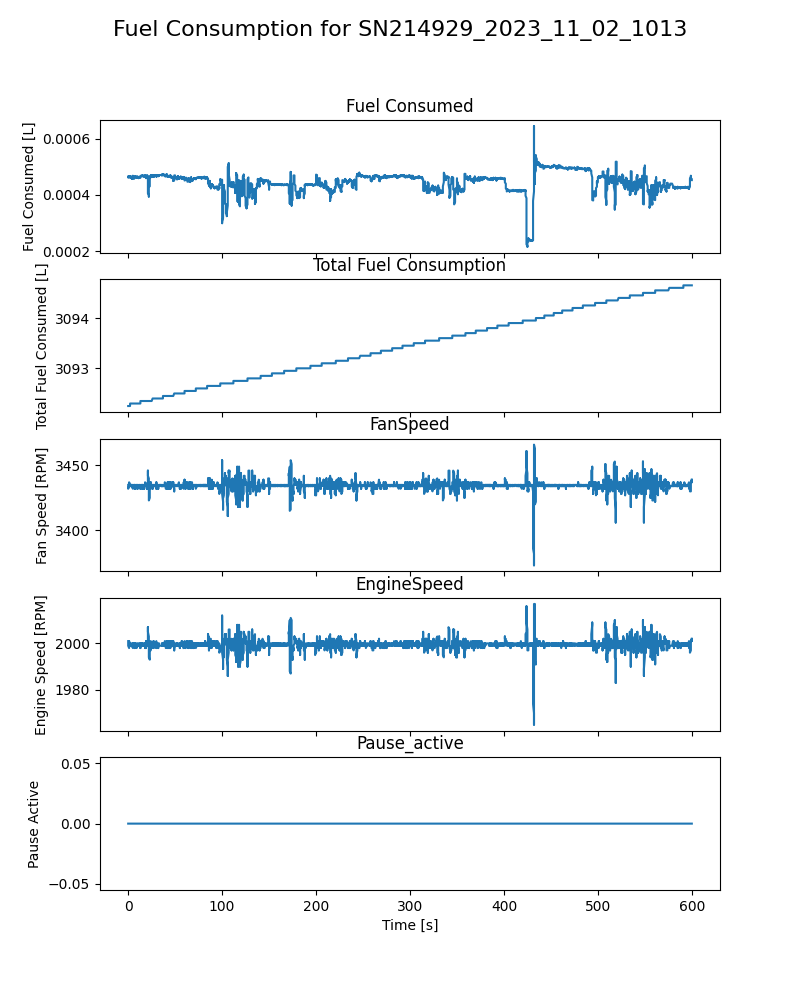 Fuel Consumption for SN214929_2023_11_02_1013
Fuel Consumed
Fuel Consumed [L]
0.0006
0.0004
0.0002
Total Fuel Consumption
Total Fuel Consumed [L]
3094
3093
FanSpeed
Fan Speed [RPM]
3450
3400
EngineSpeed
Engine Speed [RPM]
2000
1980
Pause_active
Pause Active
0.05
0.00
−0.05
0 100 200 300 400 500 600
Time [s]